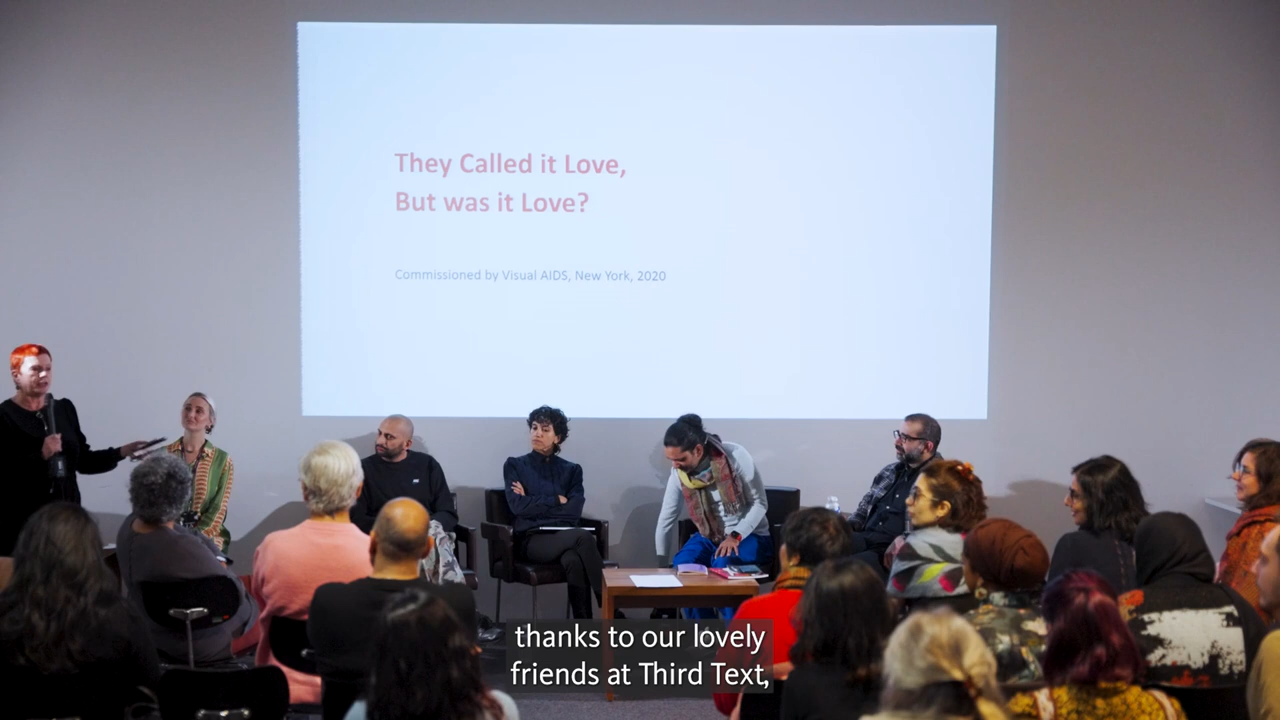 They Called it Love,
But was it Love?
Commissioned by Visual AIDS, New York, 2020
thanks to our lovely
friends at Third Text,